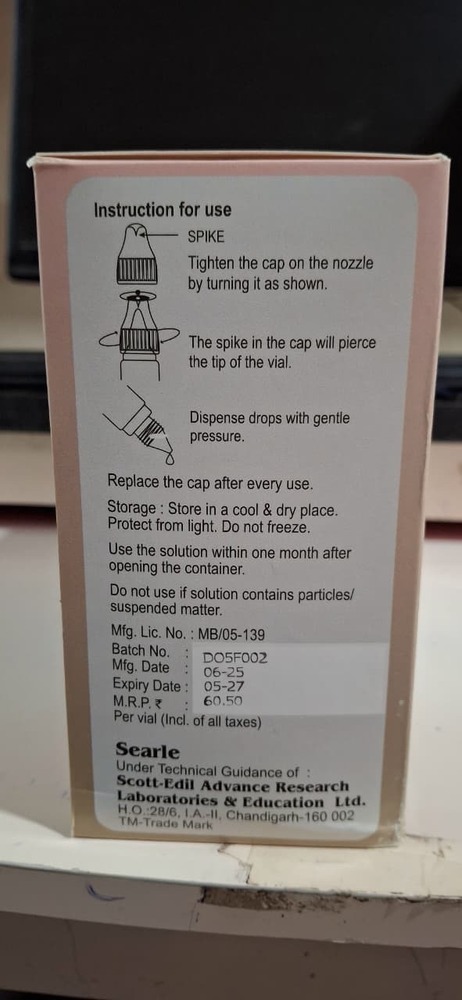 Instruction for use
SPIKE
Tighten the cap on the nozzle
by turning it as shown.
The spike in the cap will pierce
the tip of the vial.
Dispense drops with gentle
pressure.
Replace the cap after every use.
Storage : Store in a cool & dry place.
Protect from light. Do not freeze.
Use the solution within one month after
opening the container.
Do not use if solution contains particles/
suspended matter.
Mfg. Lic. No. : MB/05-139
Batch No. : DO5F002
Mfg. Date : 06-25
Expiry Date : 05-27
M.R.P. ₹ : 60.50
Per vial (Incl. of all taxes)
Searle
Under Technical Guidance of :
Scott-Edil Advance Research
Laboratories & Education Ltd.
H.O.:28/6, I.A.-II, Chandigarh-160 002
TM-Trade Mark